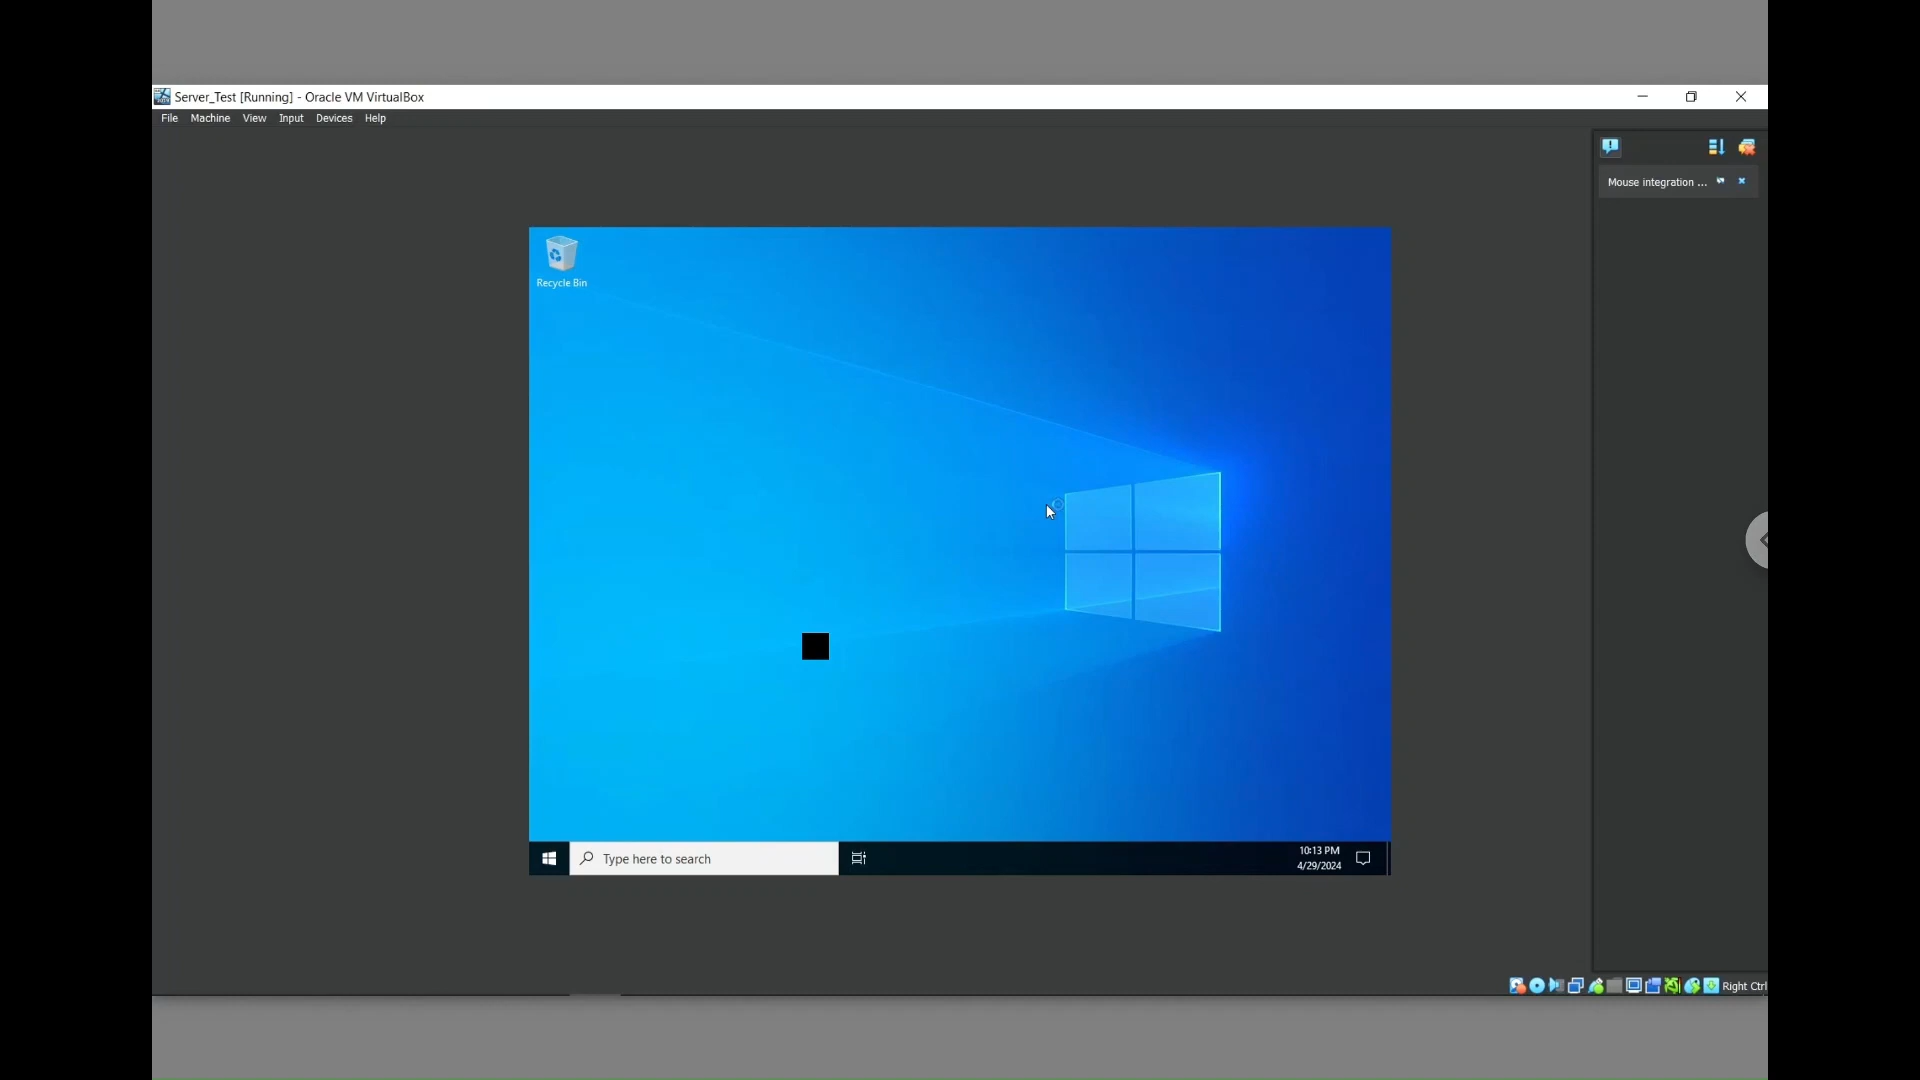 Server_Test [Running] - Oracle VM VirtualBox
File Machine View Input Devices Help
Mouse integration ...
Recycle Bin
Type here to search
10:13 PM
4/29/2024
Right Ctrl